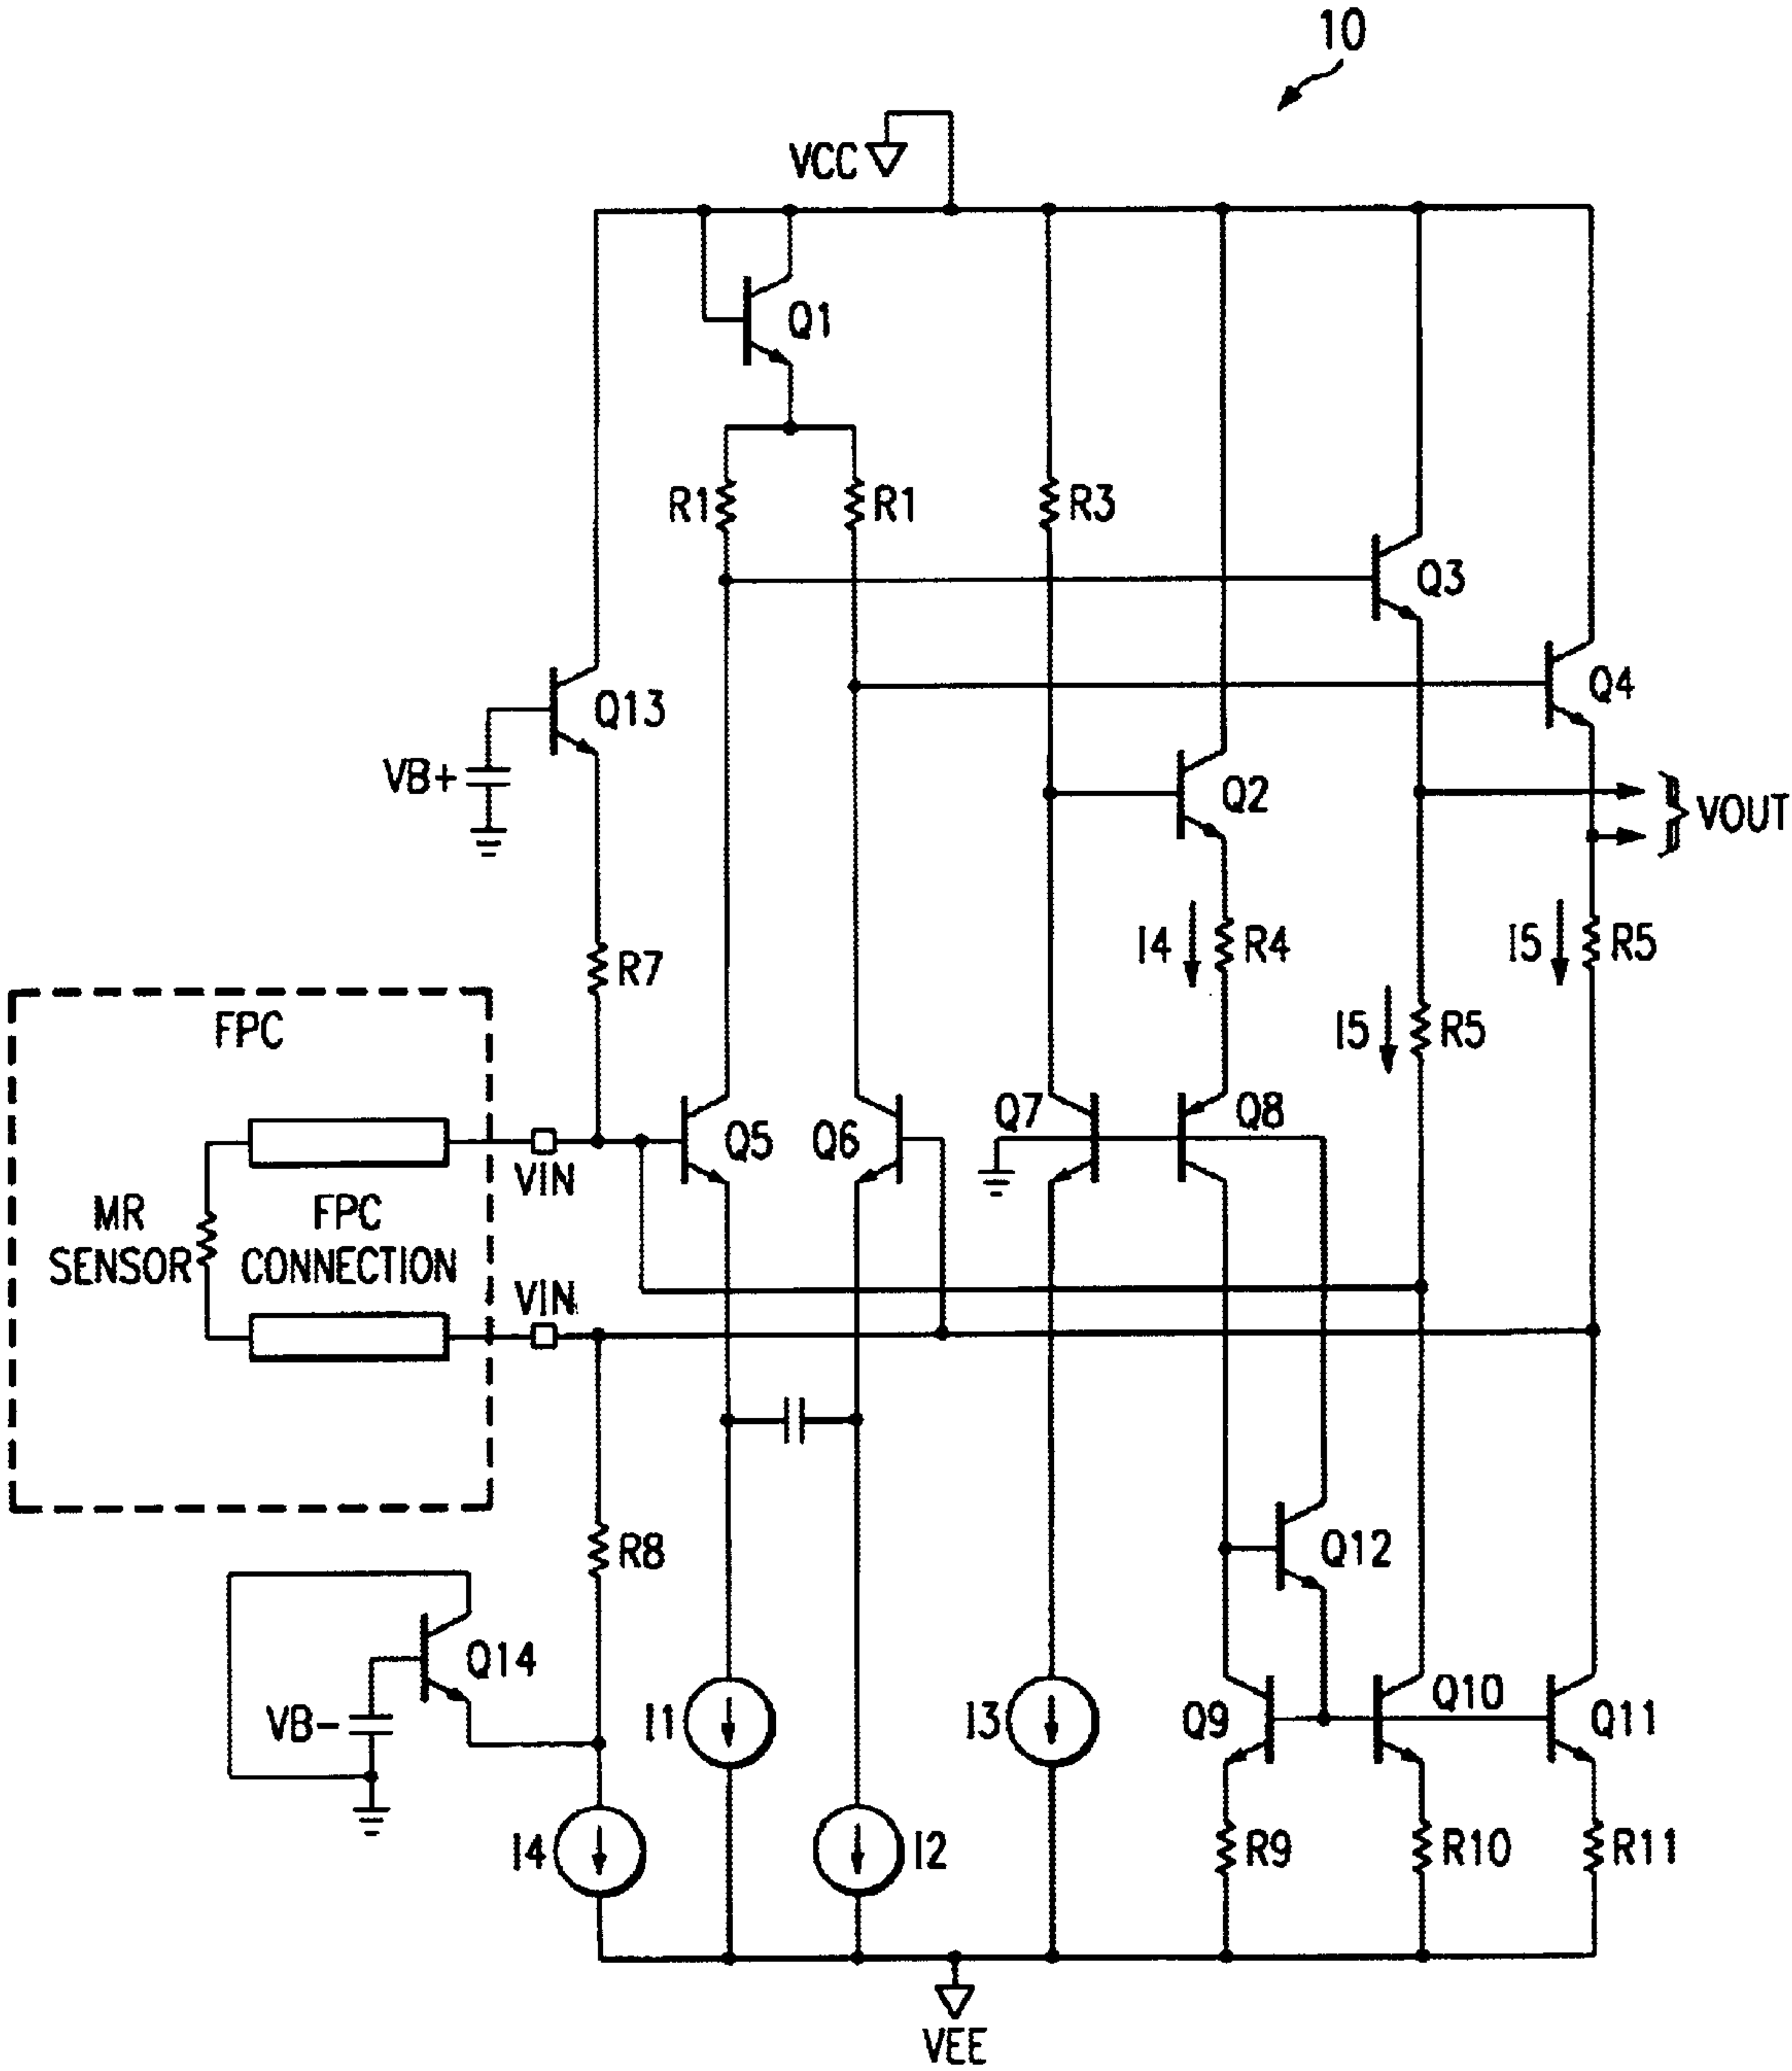 10
VCC
Q1
R1
R1
R3
Q3
Q13
Q4
VB+
Q2
VOUT
R7
I4
R4
I5
R5
I5
R5
FPC
Q5
Q6
Q7
Q8
VIN
MR
SENSOR
FPC
CONNECTION
VIN
R8
Q12
Q14
VB-
I1
I3
Q9
Q10
Q11
I4
I2
R9
R10
R11
VEE